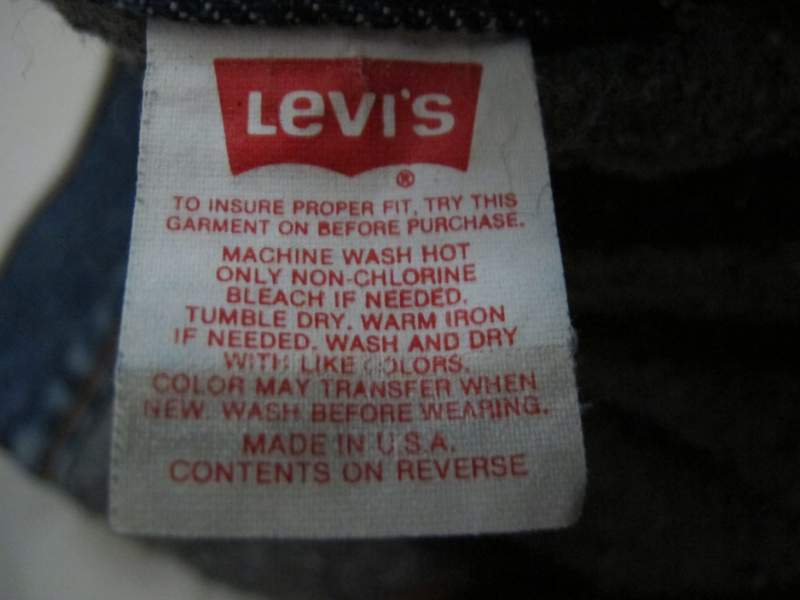 LEVI'S
®
TO INSURE PROPER FIT, TRY THIS
GARMENT ON BEFORE PURCHASE.
MACHINE WASH HOT
ONLY NON-CHLORINE
BLEACH IF NEEDED.
TUMBLE DRY. WARM IRON
IF NEEDED. WASH AND DRY
WITH LIKE COLORS.
COLOR MAY TRANSFER WHEN
NEW. WASH BEFORE WEARING.
MADE IN U.S.A.
CONTENTS ON REVERSE